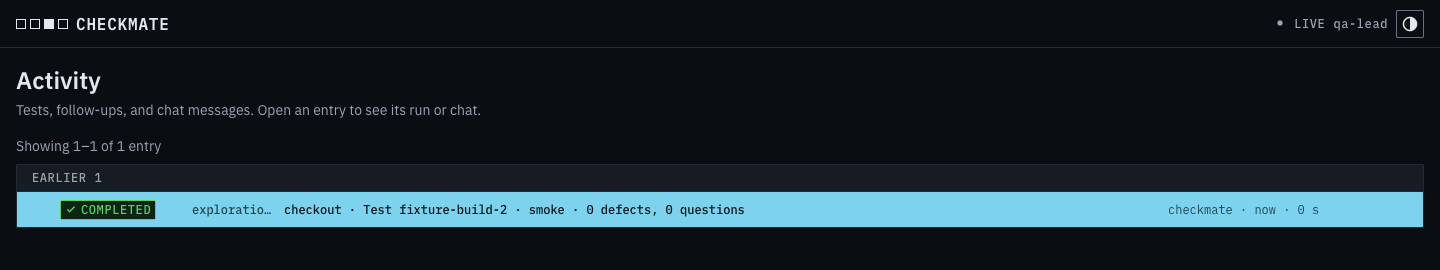 CHECKMATE
● LIVE qa-lead
Activity
Tests, follow-ups, and chat messages. Open an entry to see its run or chat.
Showing 1–1 of 1 entry
EARLIER 1
✓ COMPLETED exploratio… checkout · Test fixture-build-2 · smoke · 0 defects, 0 questions checkmate · now · 0 s